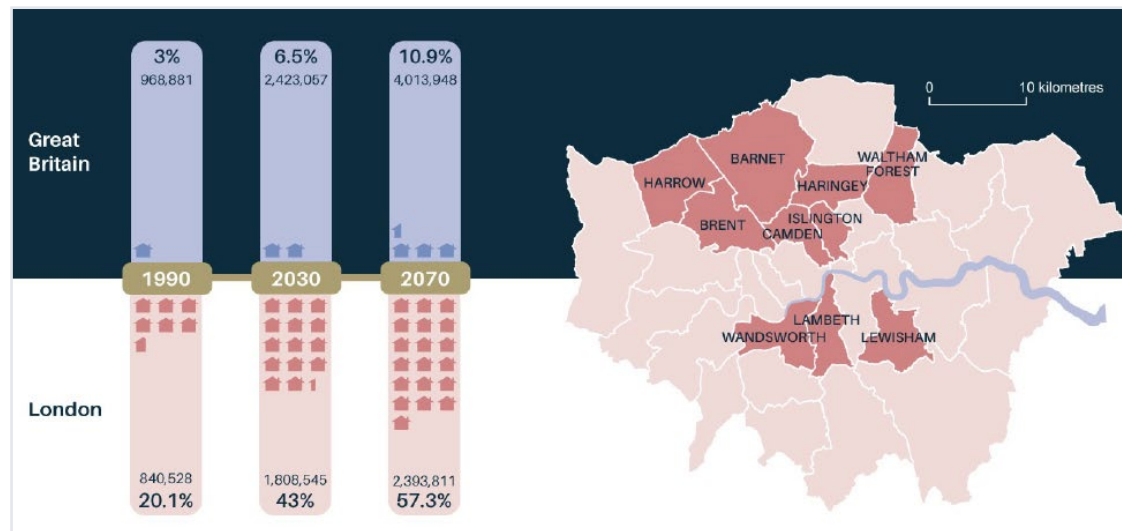 3%
968,881
6.5%
2,423,057
10.9%
4,013,948
Great
Britain
1990
2030
2070
London
840,528
20.1%
1,808,545
43%
2,393,811
57.3%
0
10 kilometres
BARNET
WALTHAM
FOREST
HARROW
HARINGEY
BRENT
ISLINGTON
CAMDEN
LAMBETH
WANDSWORTH
LEWISHAM